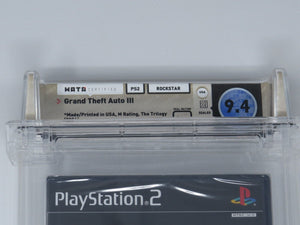 WATA CERTIFIED
PS2
ROCKSTAR
USA
> Grand Theft Auto III
*Made/Printed in USA, M Rating, The Trilogy
SEALED
9.4
PlayStation 2